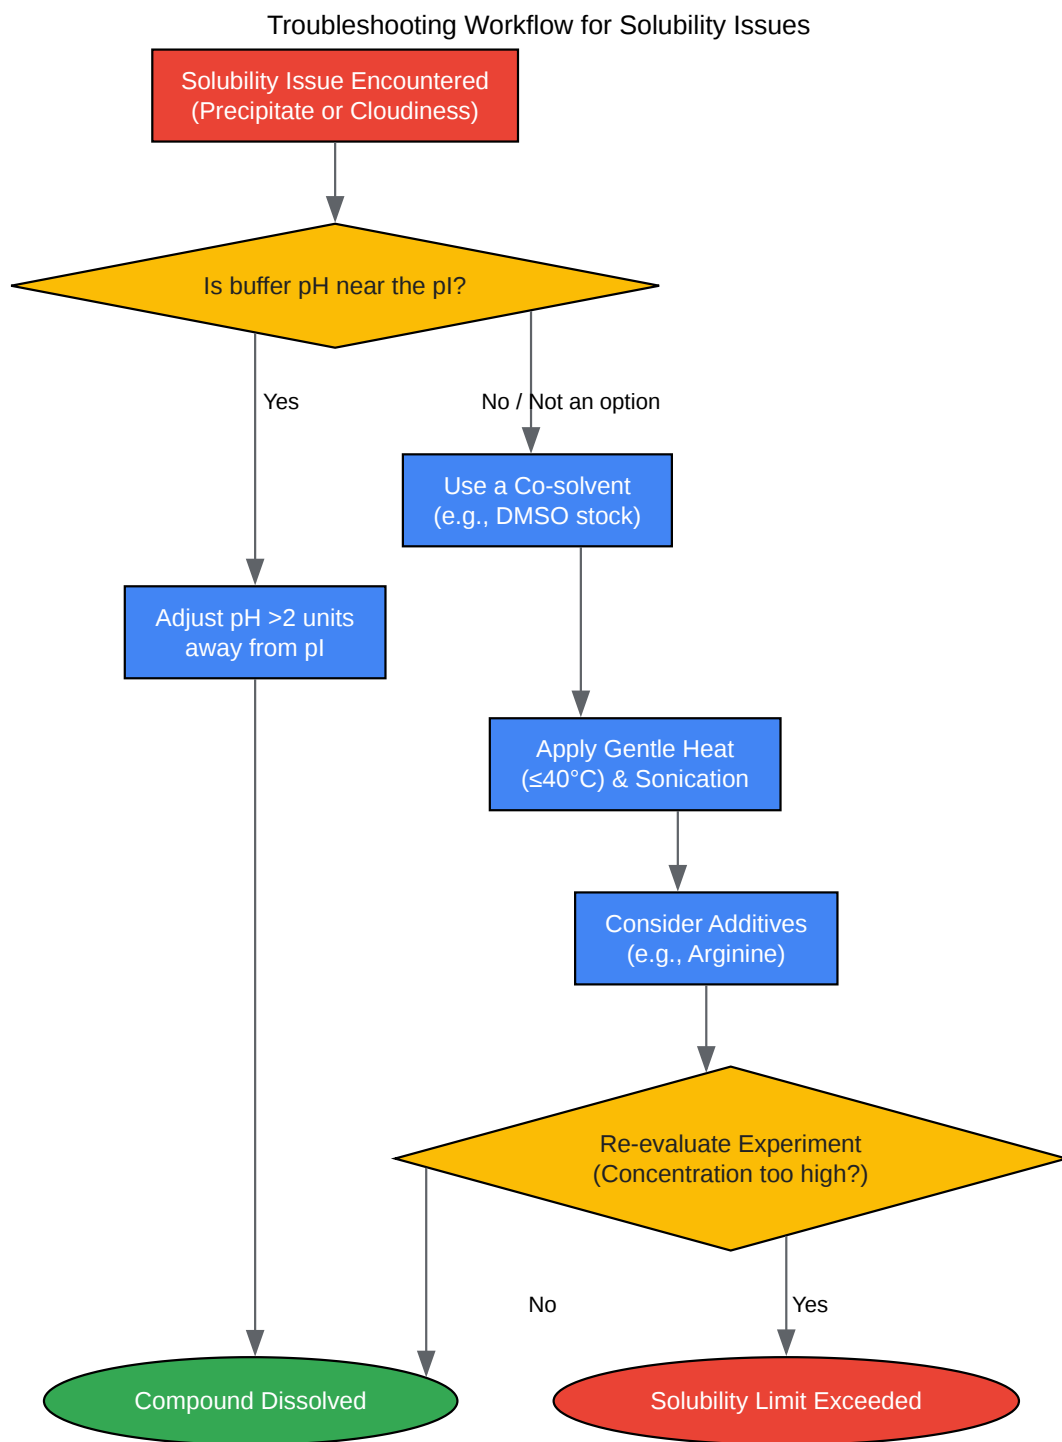 Troubleshooting Workflow for Solubility Issues
Solubility Issue Encountered
(Precipitate or Cloudiness)
Is buffer pH near the pI?
Yes
No / Not an option
Use a Co-solvent
(e.g., DMSO stock)
Adjust pH >2 units
away from pI
Apply Gentle Heat
(≤40°C) & Sonication
Consider Additives
(e.g., Arginine)
Re-evaluate Experiment
(Concentration too high?)
No
Yes
Compound Dissolved
Solubility Limit Exceeded